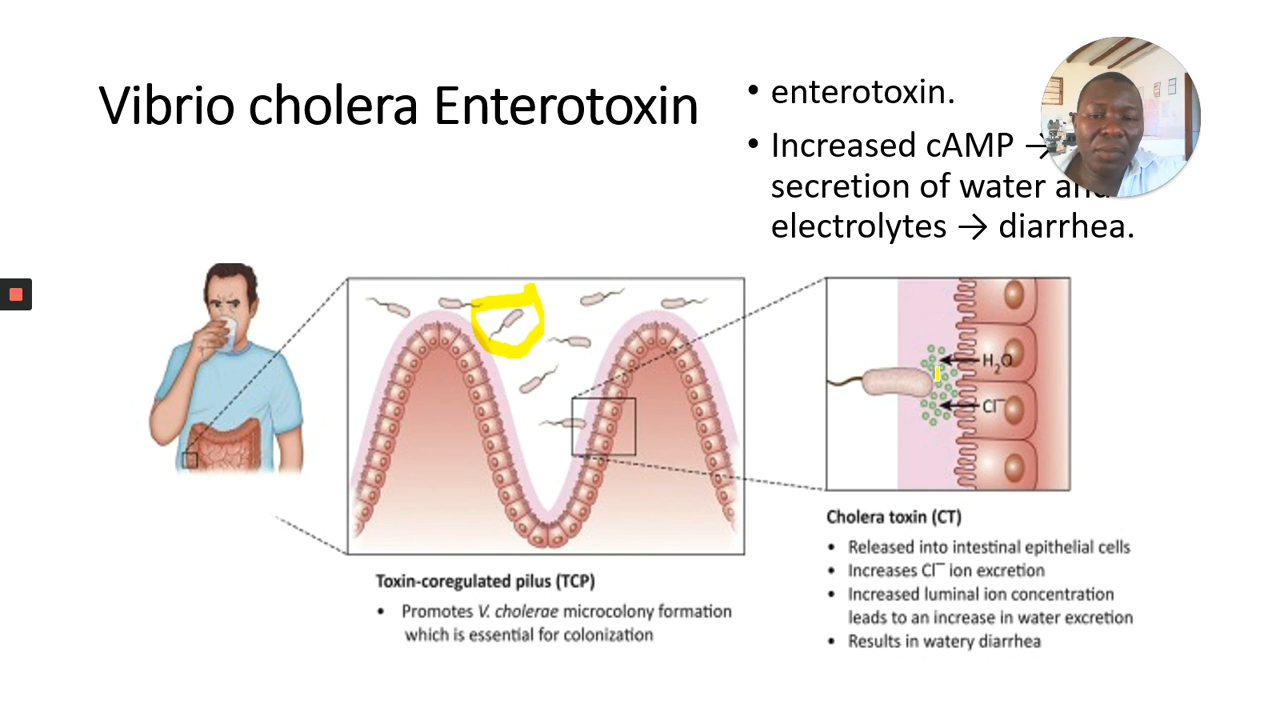 Vibrio cholera Enterotoxin
• enterotoxin.
• Increased cAMP →
secretion of water and
electrolytes → diarrhea.
H₂O
Cl⁻
Toxin-coregulated pilus (TCP)
• Promotes V. cholerae microcolony formation
which is essential for colonization
Cholera toxin (CT)
• Released into intestinal epithelial cells
• Increases Cl⁻ ion excretion
• Increased luminal ion concentration
leads to an increase in water excretion
• Results in watery diarrhea